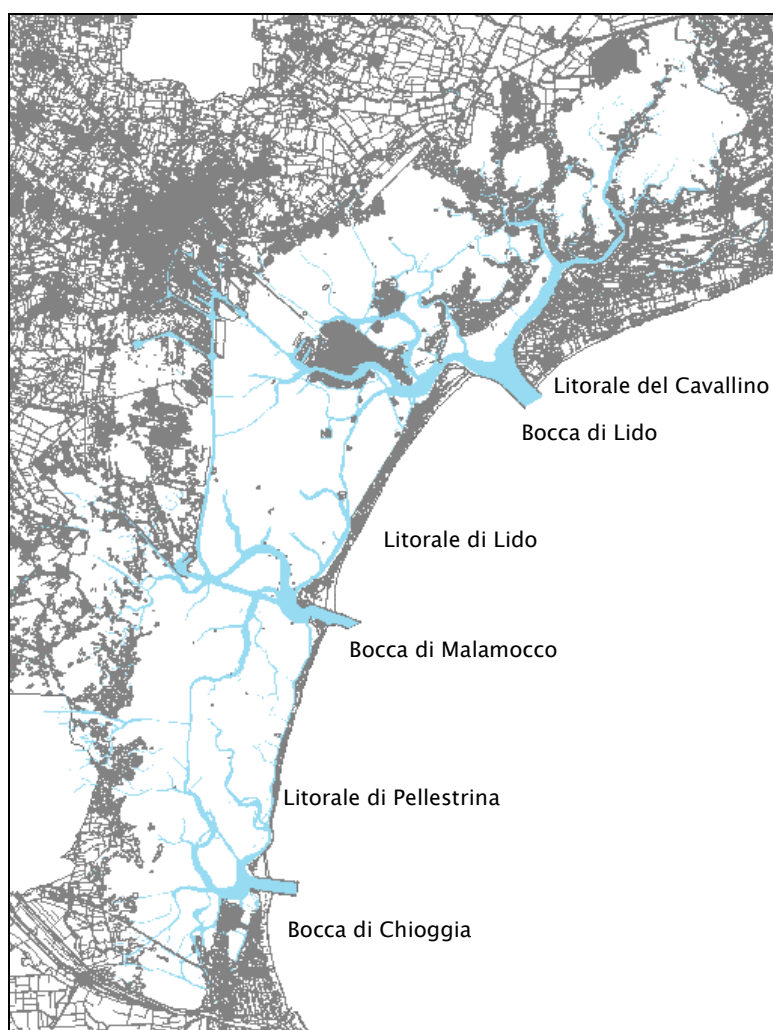 Litorale del Cavallino
Bocca di Lido
Litorale di Lido
Bocca di Malamocco
Litorale di Pellestrina
Bocca di Chioggia